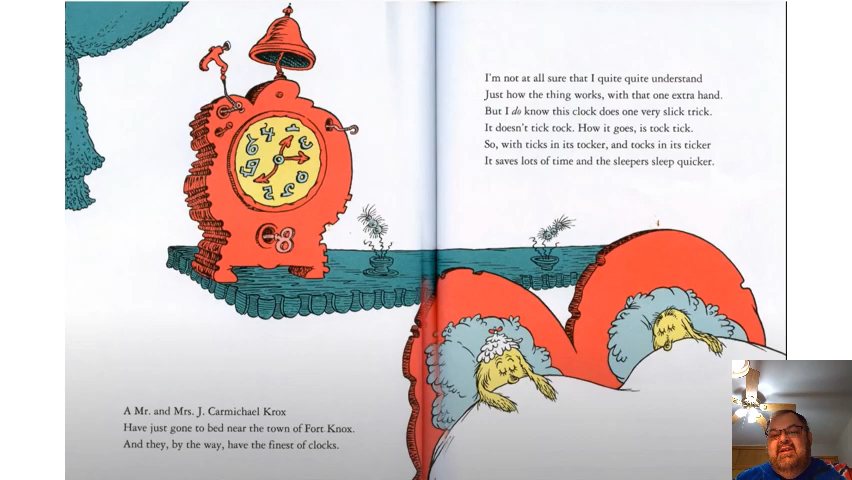 A Mr. and Mrs. J. Carmichael Krox
Have just gone to bed near the town of Fort Knox.
And they, by the way, have the finest of clocks.
I'm not at all sure that I quite quite understand
Just how the thing works, with that one extra hand.
But I do know this clock does one very slick trick.
It doesn't tick tock. How it goes, is tock tick.
So, with ticks in its tocker, and tocks in its ticker
It saves lots of time and the sleepers sleep quicker.